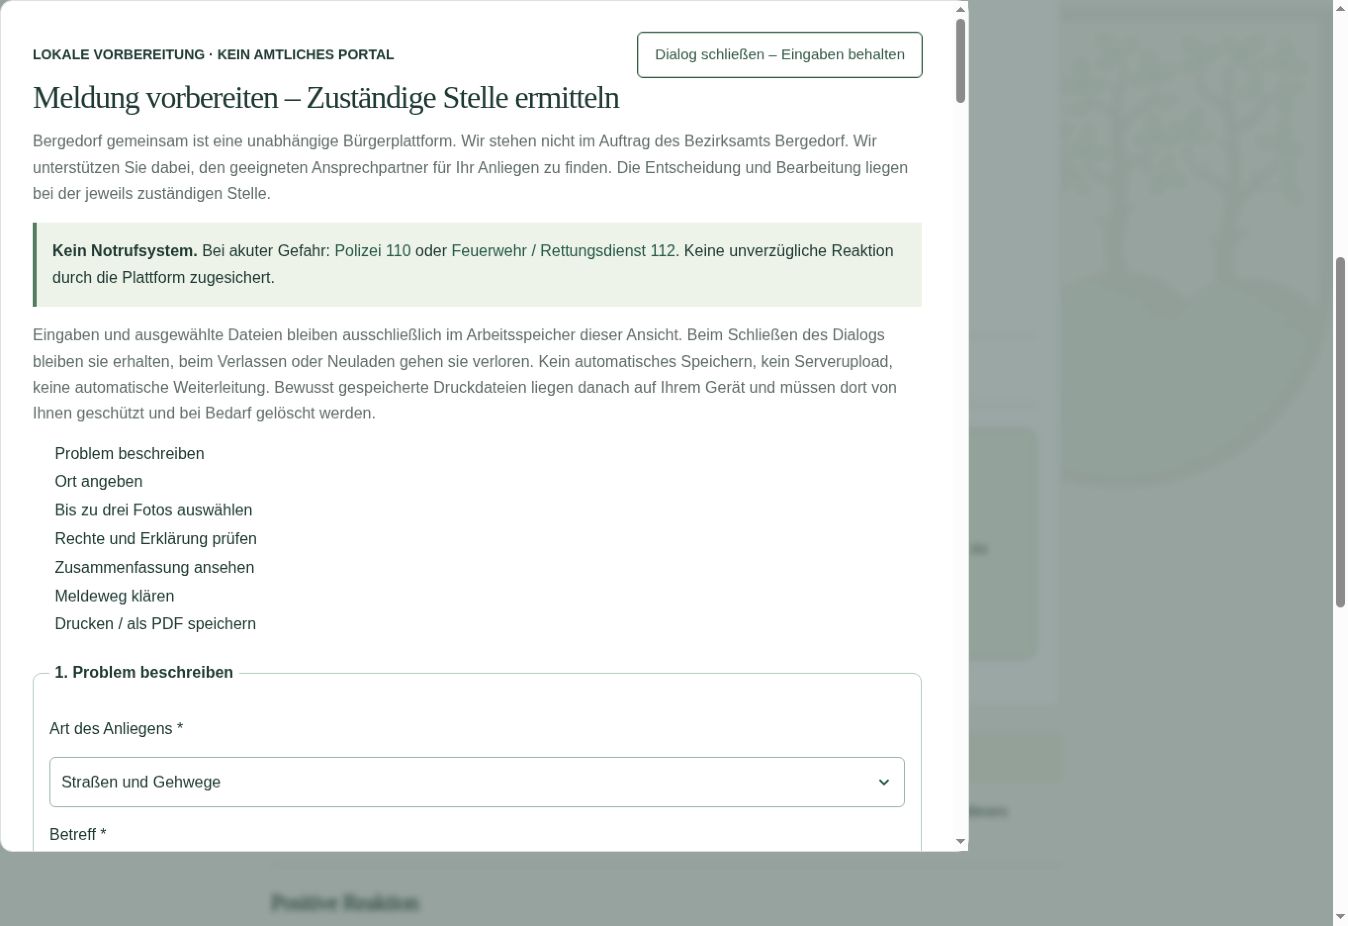 LOKALE VORBEREITUNG · KEIN AMTLICHES PORTAL
Dialog schließen – Eingaben behalten
Meldung vorbereiten – Zuständige Stelle ermitteln
Bergedorf gemeinsam ist eine unabhängige Bürgerplattform. Wir stehen nicht im Auftrag des Bezirksamts Bergedorf. Wir
unterstützen Sie dabei, den geeigneten Ansprechpartner für Ihr Anliegen zu finden. Die Entscheidung und Bearbeitung liegen
bei der jeweils zuständigen Stelle.
Kein Notrufsystem. Bei akuter Gefahr: Polizei 110 oder Feuerwehr / Rettungsdienst 112. Keine unverzügliche Reaktion
durch die Plattform zugesichert.
Eingaben und ausgewählte Dateien bleiben ausschließlich im Arbeitsspeicher dieser Ansicht. Beim Schließen des Dialogs
bleiben sie erhalten, beim Verlassen oder Neuladen gehen sie verloren. Kein automatisches Speichern, kein Serverupload,
keine automatische Weiterleitung. Bewusst gespeicherte Druckdateien liegen danach auf Ihrem Gerät und müssen dort von
Ihnen geschützt und bei Bedarf gelöscht werden.
Problem beschreiben
Ort angeben
Bis zu drei Fotos auswählen
Rechte und Erklärung prüfen
Zusammenfassung ansehen
Meldeweg klären
Drucken / als PDF speichern
1. Problem beschreiben
Art des Anliegens *
Straßen und Gehwege
Betreff *
Positive Reaktion